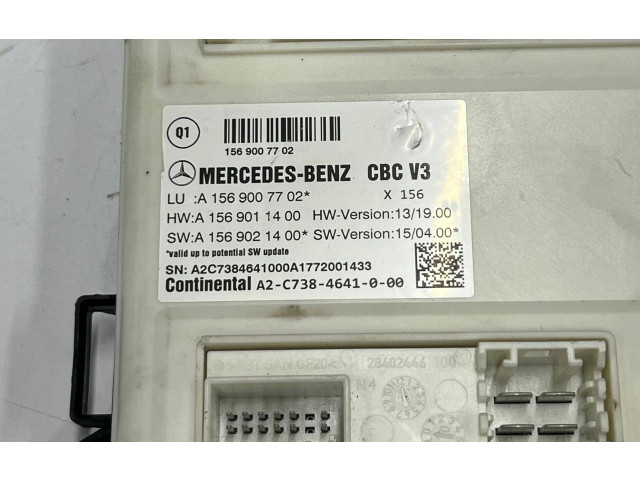 Q1
156 900 77 02
MERCEDES-BENZ CBC V3
LU :A 156 900 77 02* X 156
HW:A 156 901 14 00 HW-Version:13/19.00
SW:A 156 902 14 00* SW-Version:15/04.00*
*valid up to potential SW update
SN: A2C7384641000A1772001433
Continental A2-C738-4641-0-00
28402446 100
N4